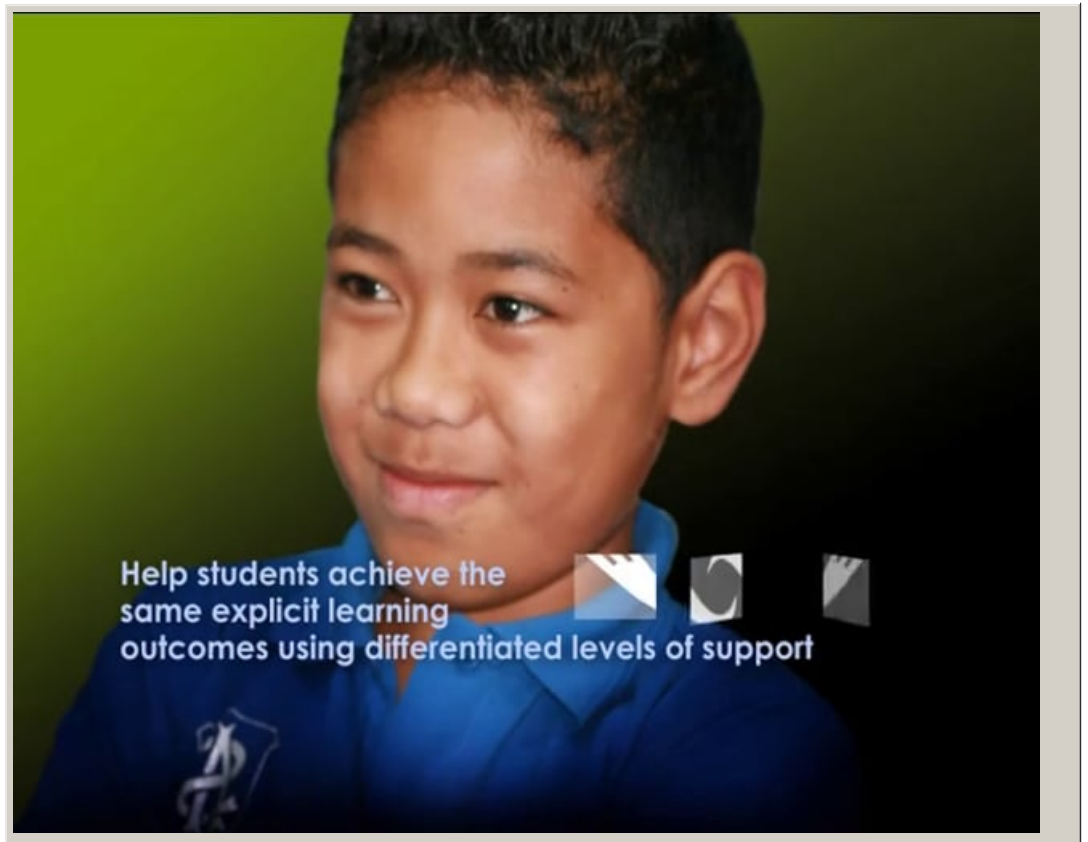 Help students achieve the
same explicit learning
outcomes using differentiated levels of support